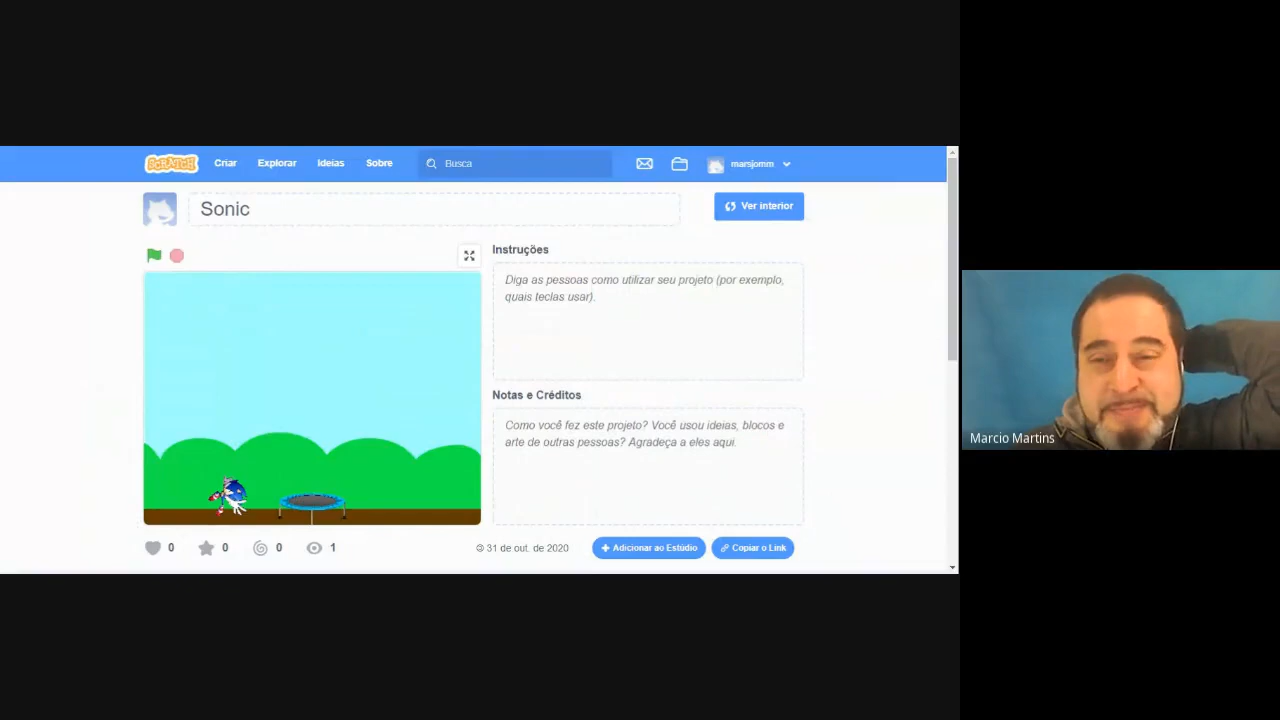 SCRATCH
Criar
Explorar
Ideías
Sobre
Busca
marsjomm
Sonic
Ver interior
Instruções
Diga as pessoas como utilizar seu projeto (por exemplo,
quais teclas usar).
Notas e Créditos
Como você fez este projeto? Você usou ideias, blocos e
arte de outras pessoas? Agradeça a eles aqui.
0
0
0
1
© 31 de out. de 2020
Adicionar ao Estúdio
Copiar o Link
Marcio Martins